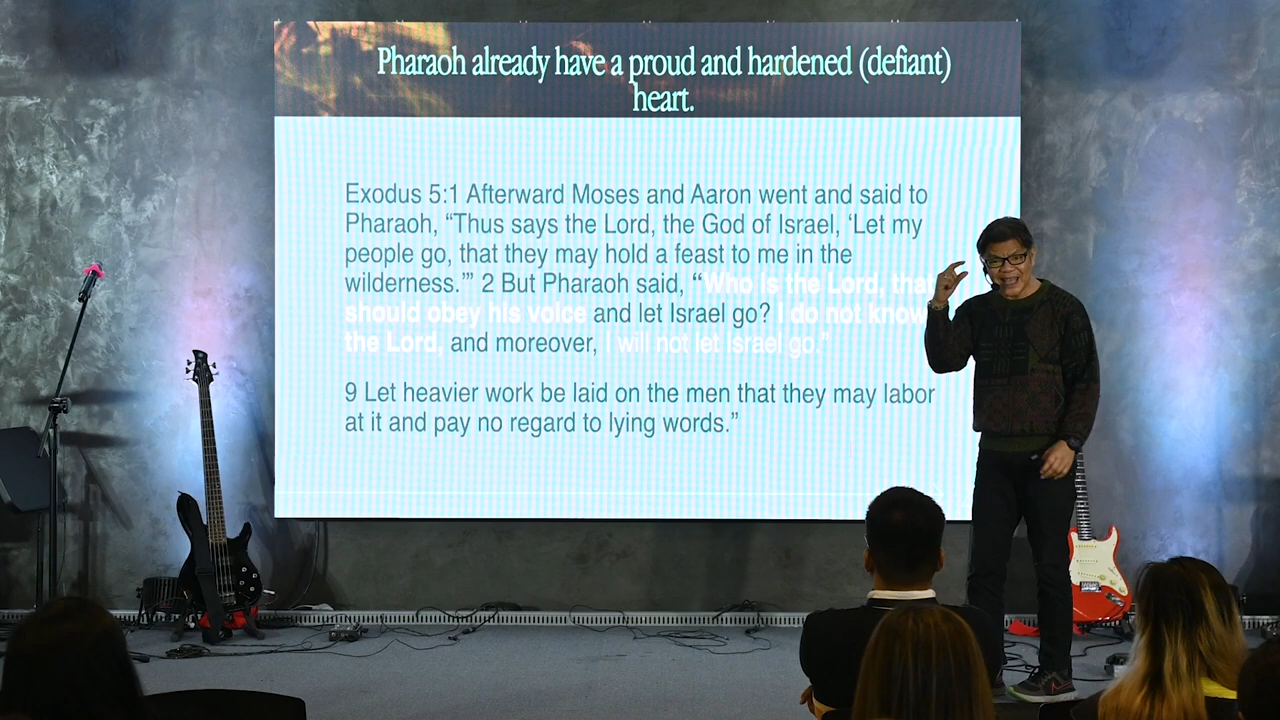 Pharaoh already have a proud and hardened (defiant)
heart.
Exodus 5:1 Afterward Moses and Aaron went and said to
Pharaoh, “Thus says the Lord, the God of Israel, ‘Let my
people go, that they may hold a feast to me in the
wilderness.’” 2 But Pharaoh said, “Who is the Lord, that
should obey his voice and let Israel go? I do not know
the Lord, and moreover, I will not let Israel go.”
9 Let heavier work be laid on the men that they may labor
at it and pay no regard to lying words.”